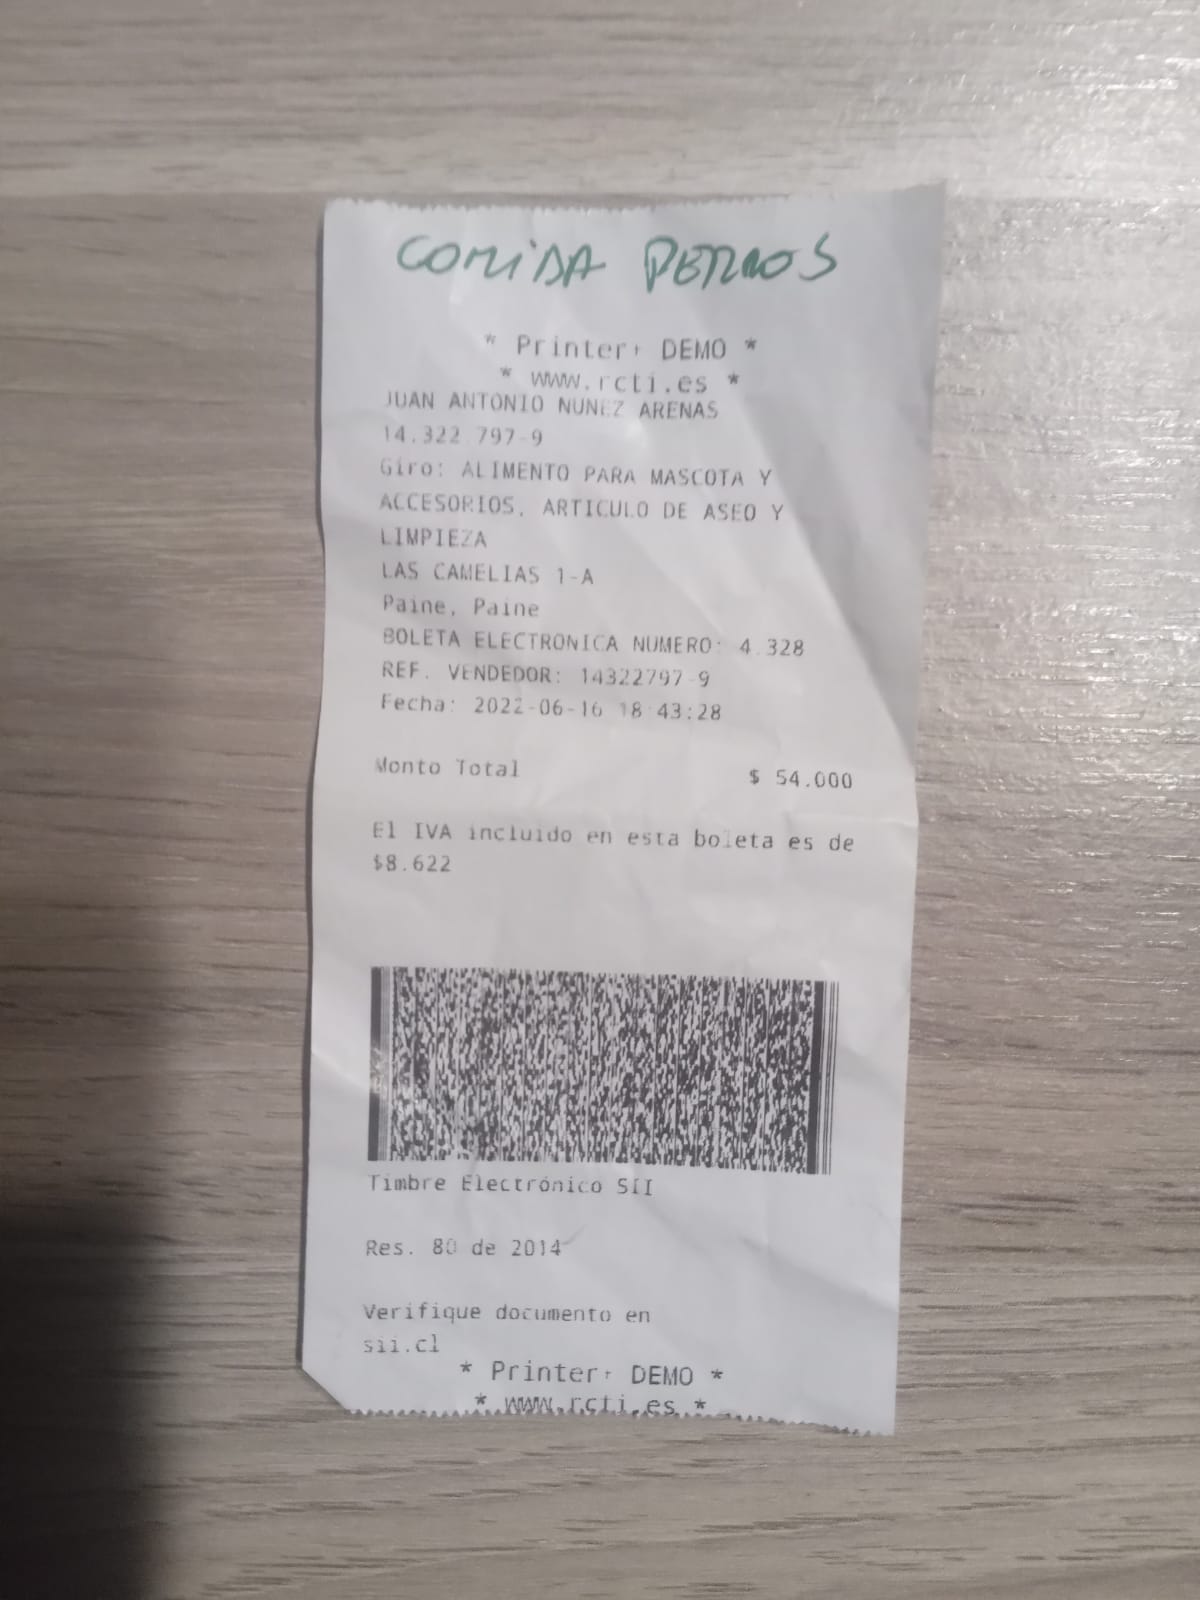 COMIDA PERROS
* Printer+ DEMO *
* www.rcti.es *
JUAN ANTONIO NUNEZ ARENAS
14.322.797-9
Giro: ALIMENTO PARA MASCOTA Y
ACCESORIOS, ARTICULO DE ASEO Y
LIMPIEZA
LAS CAMELIAS 1-A
Paine, Paine
BOLETA ELECTRONICA NUMERO: 4.328
REF. VENDEDOR: 14322797-9
Fecha: 2022-06-16 18:43:28
Monto Total $ 54.000
El IVA incluido en esta boleta es de
$8.622
Timbre Electrónico SII
Res. 80 de 2014
Verifique documento en
sii.cl
* Printer+ DEMO *
* www.rcti.es *